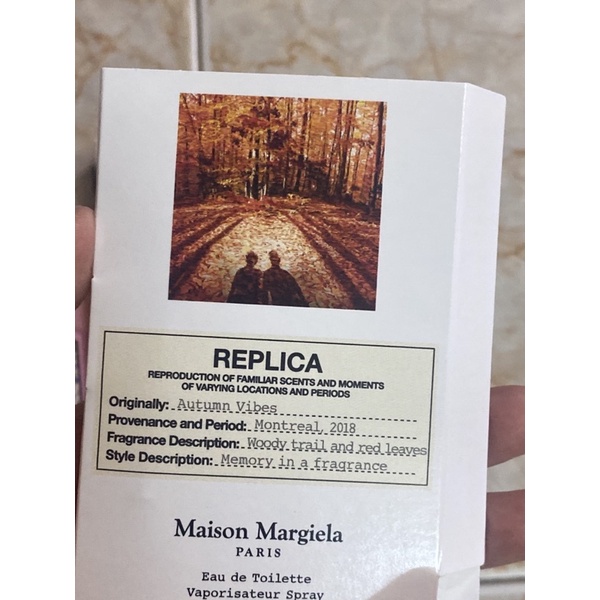 REPLICA
REPRODUCTION OF FAMILIAR SCENTS AND MOMENTS
OF VARYING LOCATIONS AND PERIODS
Originally: Autumn Vibes
Provenance and Period: Montreal, 2018
Fragrance Description: Woody trail and red leaves
Style Description: Memory in a fragrance
Maison Margiela
PARIS
Eau de Toilette
Vaporisateur Spray